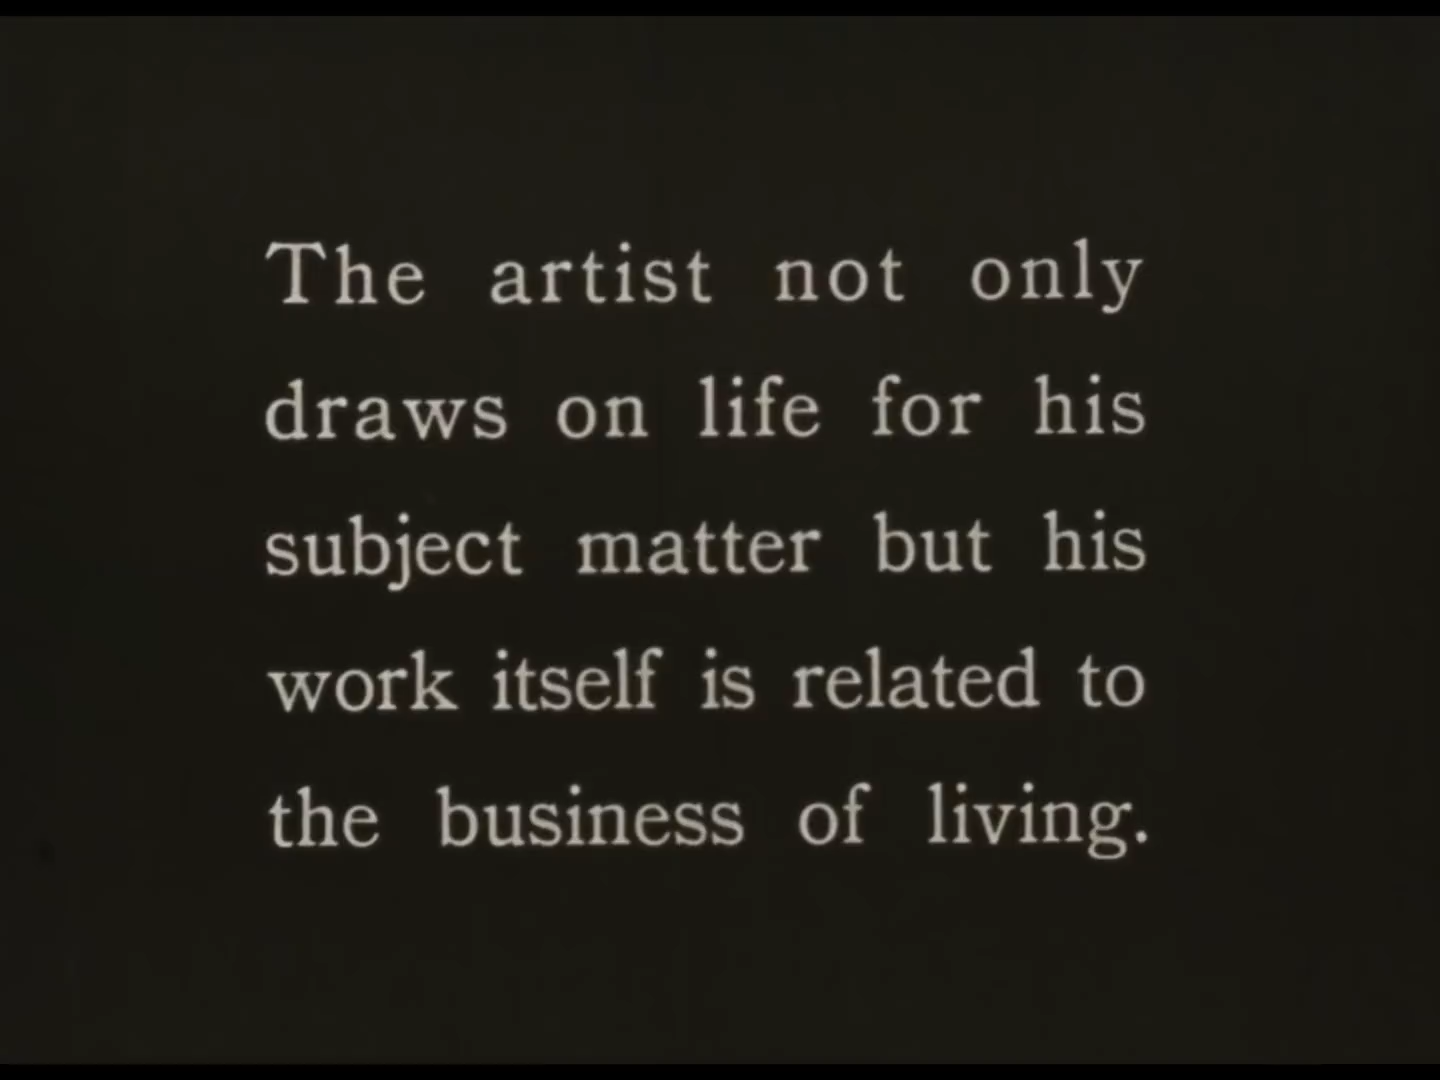 The artist not only
draws on life for his
subject matter but his
work itself is related to
the business of living.